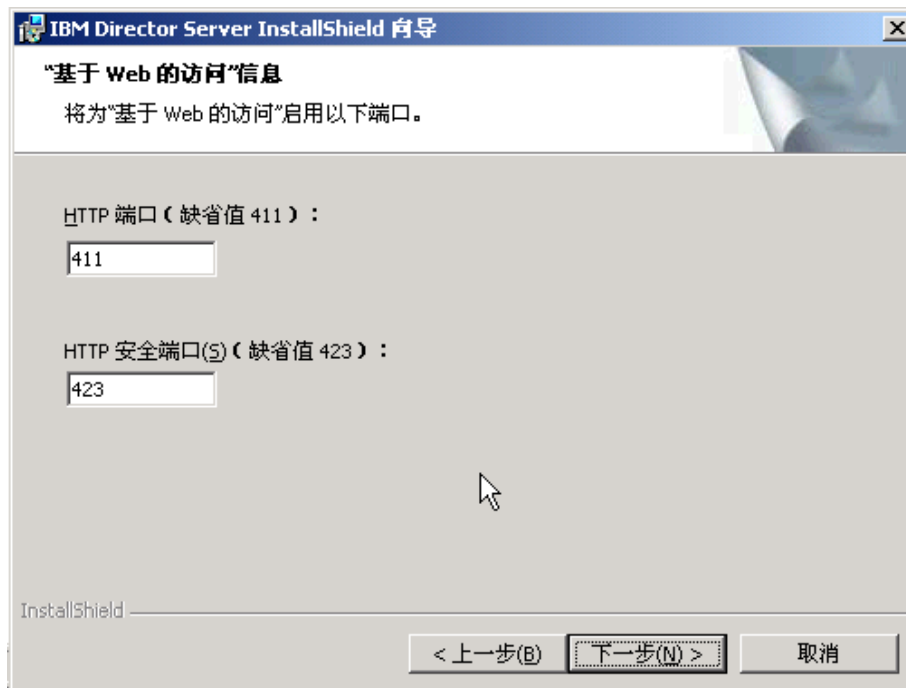 IBM Director Server InstallShield 向导
“基于 Web 的访问”信息
将为“基于 Web 的访问”启用以下端口。
HTTP 端口（缺省值 411）：
411
HTTP 安全端口(S)（缺省值 423）：
423
InstallShield
< 上一步(B)
下一步(N) >
取消